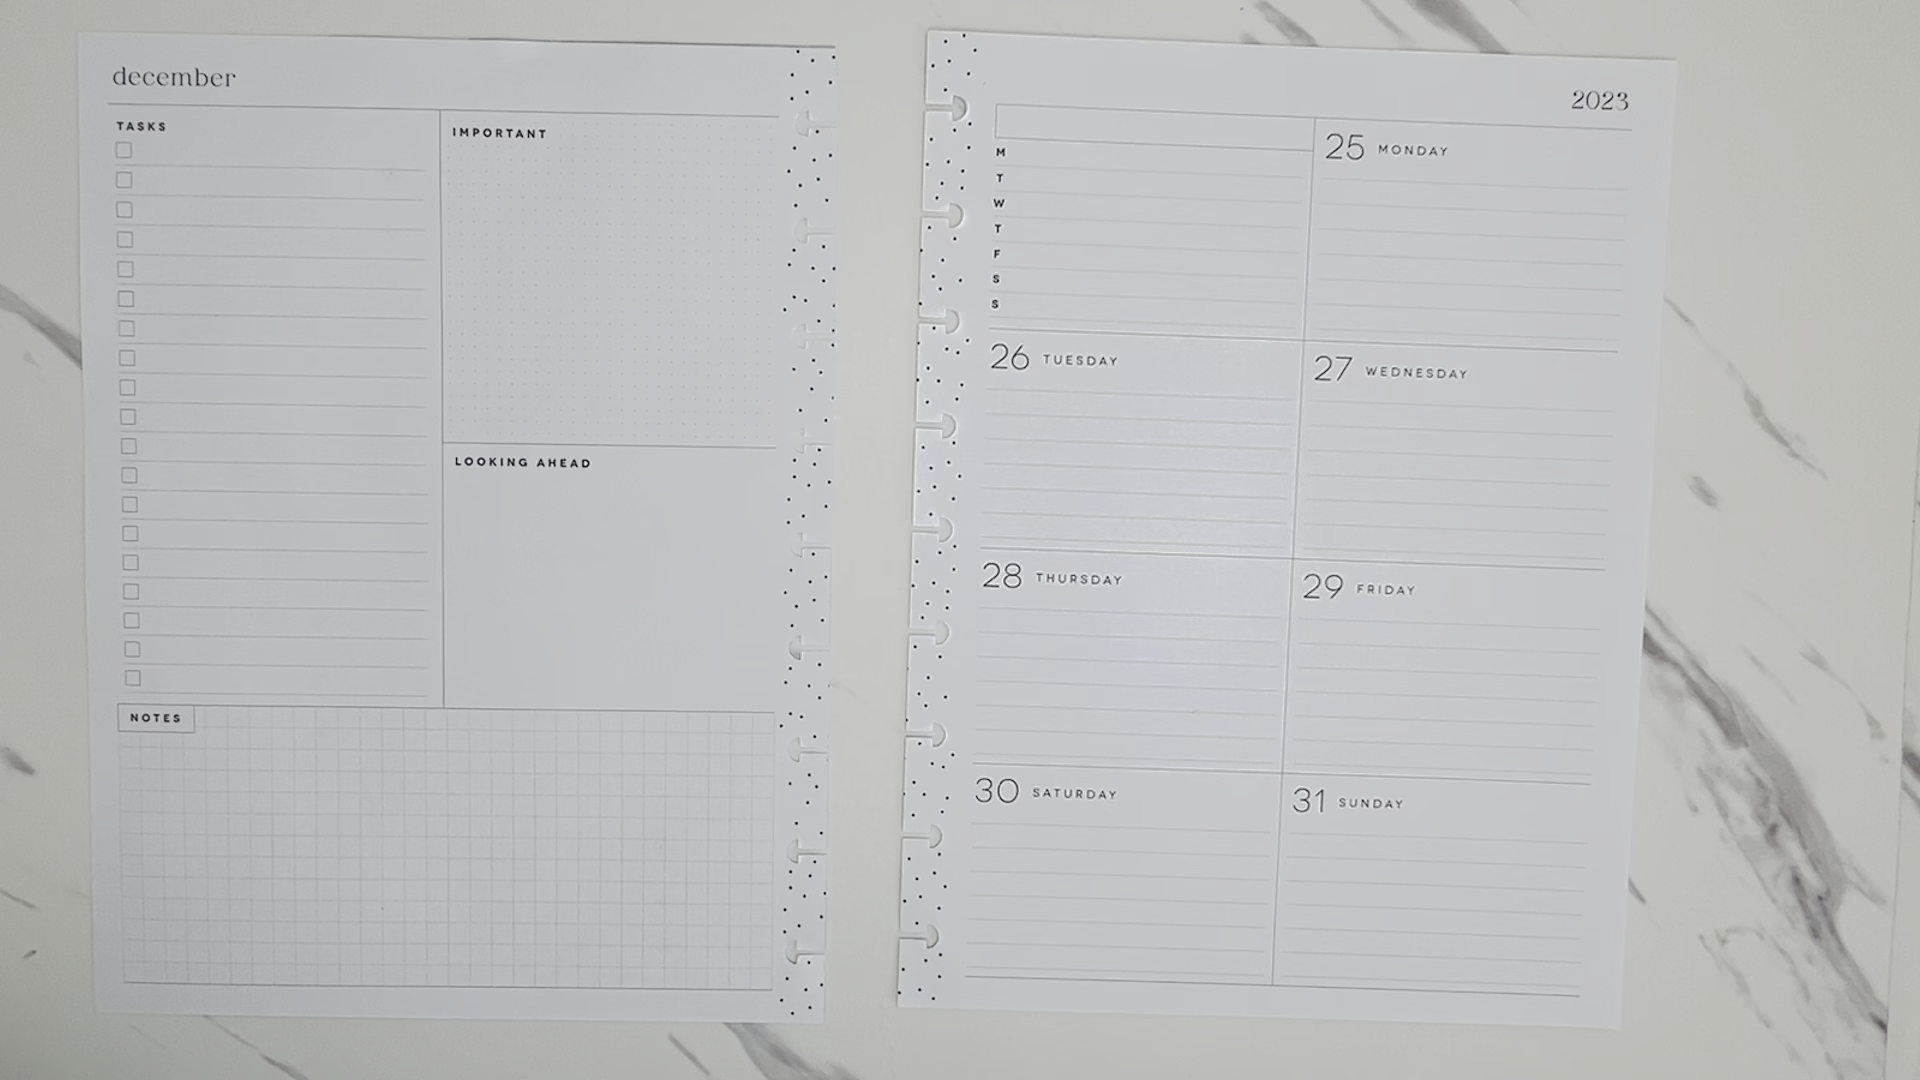 december
TASKS
IMPORTANT
LOOKING AHEAD
NOTES
2023
M
T
W
T
F
S
S
25 MONDAY
26 TUESDAY
27 WEDNESDAY
28 THURSDAY
29 FRIDAY
30 SATURDAY
31 SUNDAY